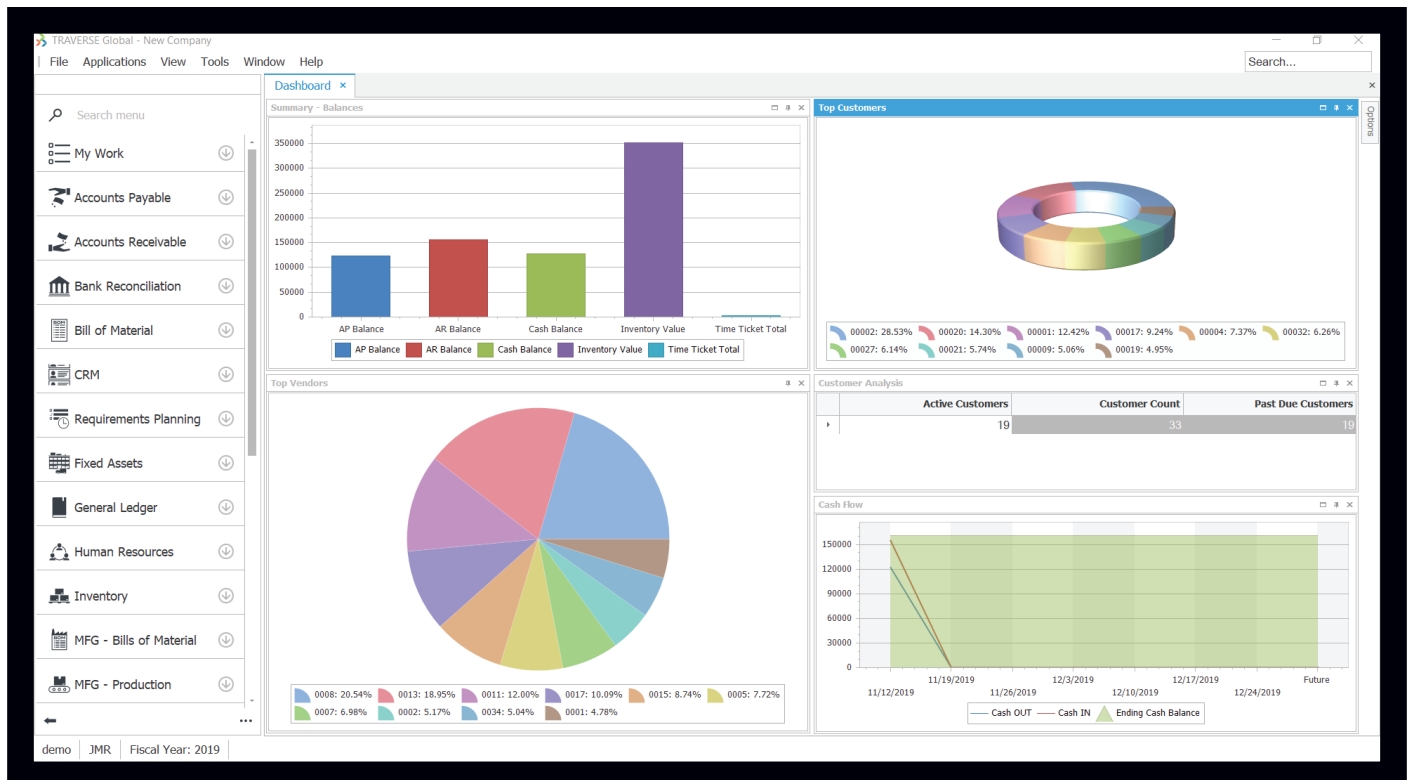 TRAVERSE Global - New Company
File Applications View Tools Window Help
Search...
Dashboard ×
Search menu
My Work
Accounts Payable
Accounts Receivable
Bank Reconciliation
Bill of Material
CRM
Requirements Planning
Fixed Assets
General Ledger
Human Resources
Inventory
MFG - Bills of Material
MFG - Production
Summary - Balances
350000
300000
250000
200000
150000
100000
50000
0
AP Balance AR Balance Cash Balance Inventory Value Time Ticket Total
AP Balance AR Balance Cash Balance Inventory Value Time Ticket Total
Top Customers
Options
00002: 28.53% 00020: 14.30% 00001: 12.42% 00017: 9.24% 00004: 7.37% 00032: 6.26%
00027: 6.14% 00021: 5.74% 00009: 5.06% 00019: 4.95%
Top Vendors
0008: 20.54% 0013: 18.95% 0011: 12.00% 0017: 10.09% 0015: 8.74% 0005: 7.72%
0007: 6.98% 0002: 5.17% 0034: 5.04% 0001: 4.78%
Customer Analysis
Active Customers Customer Count Past Due Customers
19 33 19
Cash Flow
150000
120000
90000
60000
30000
0
11/19/2019 12/3/2019 12/17/2019 Future
11/12/2019 11/26/2019 12/10/2019 12/24/2019
Cash OUT Cash IN Ending Cash Balance
demo JMR Fiscal Year: 2019